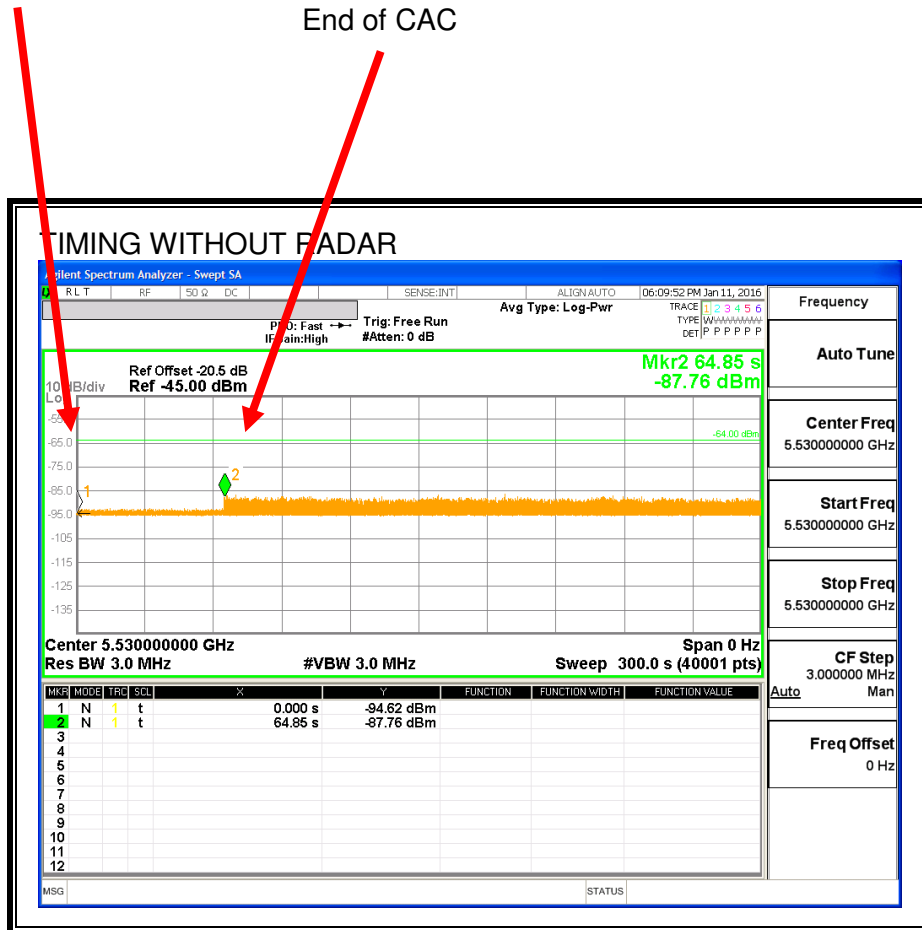 End of CAC
TIMING WITHOUT RADAR
Agilent Spectrum Analyzer - Swept SA
RLT RF 50 Ω DC SENSE:INT ALIGN AUTO 06:09:52 PM Jan 11, 2016
Avg Type: Log-Pwr
TRACE 1 2 3 4 5 6
TYPE
DET P P P P P P
Fast
Trig: Free Run
#Atten: 0 dB
Mkr2 64.85 s
-87.76 dBm
Ref Offset -20.5 dB
Ref -45.00 dBm
-64.00 dBm
-65.0
-75.0
2
-85.0
1
-95.0
-105
-115
-125
-135
Center 5.530000000 GHz Span 0 Hz
Res BW 3.0 MHz #VBW 3.0 MHz Sweep 300.0 s (40001 pts)
MKR MODE TRC SCL X Y FUNCTION FUNCTION WIDTH FUNCTION VALUE
1 N 1 t 0.000 s -94.62 dBm
2 N 1 t 64.85 s -87.76 dBm
3
4
5
6
7
8
9
10
11
12
MSG STATUS
Frequency
Auto Tune
Center Freq
5.530000000 GHz
Start Freq
5.530000000 GHz
Stop Freq
5.530000000 GHz
CF Step
3.000000 MHz
Auto Man
Freq Offset
0 Hz